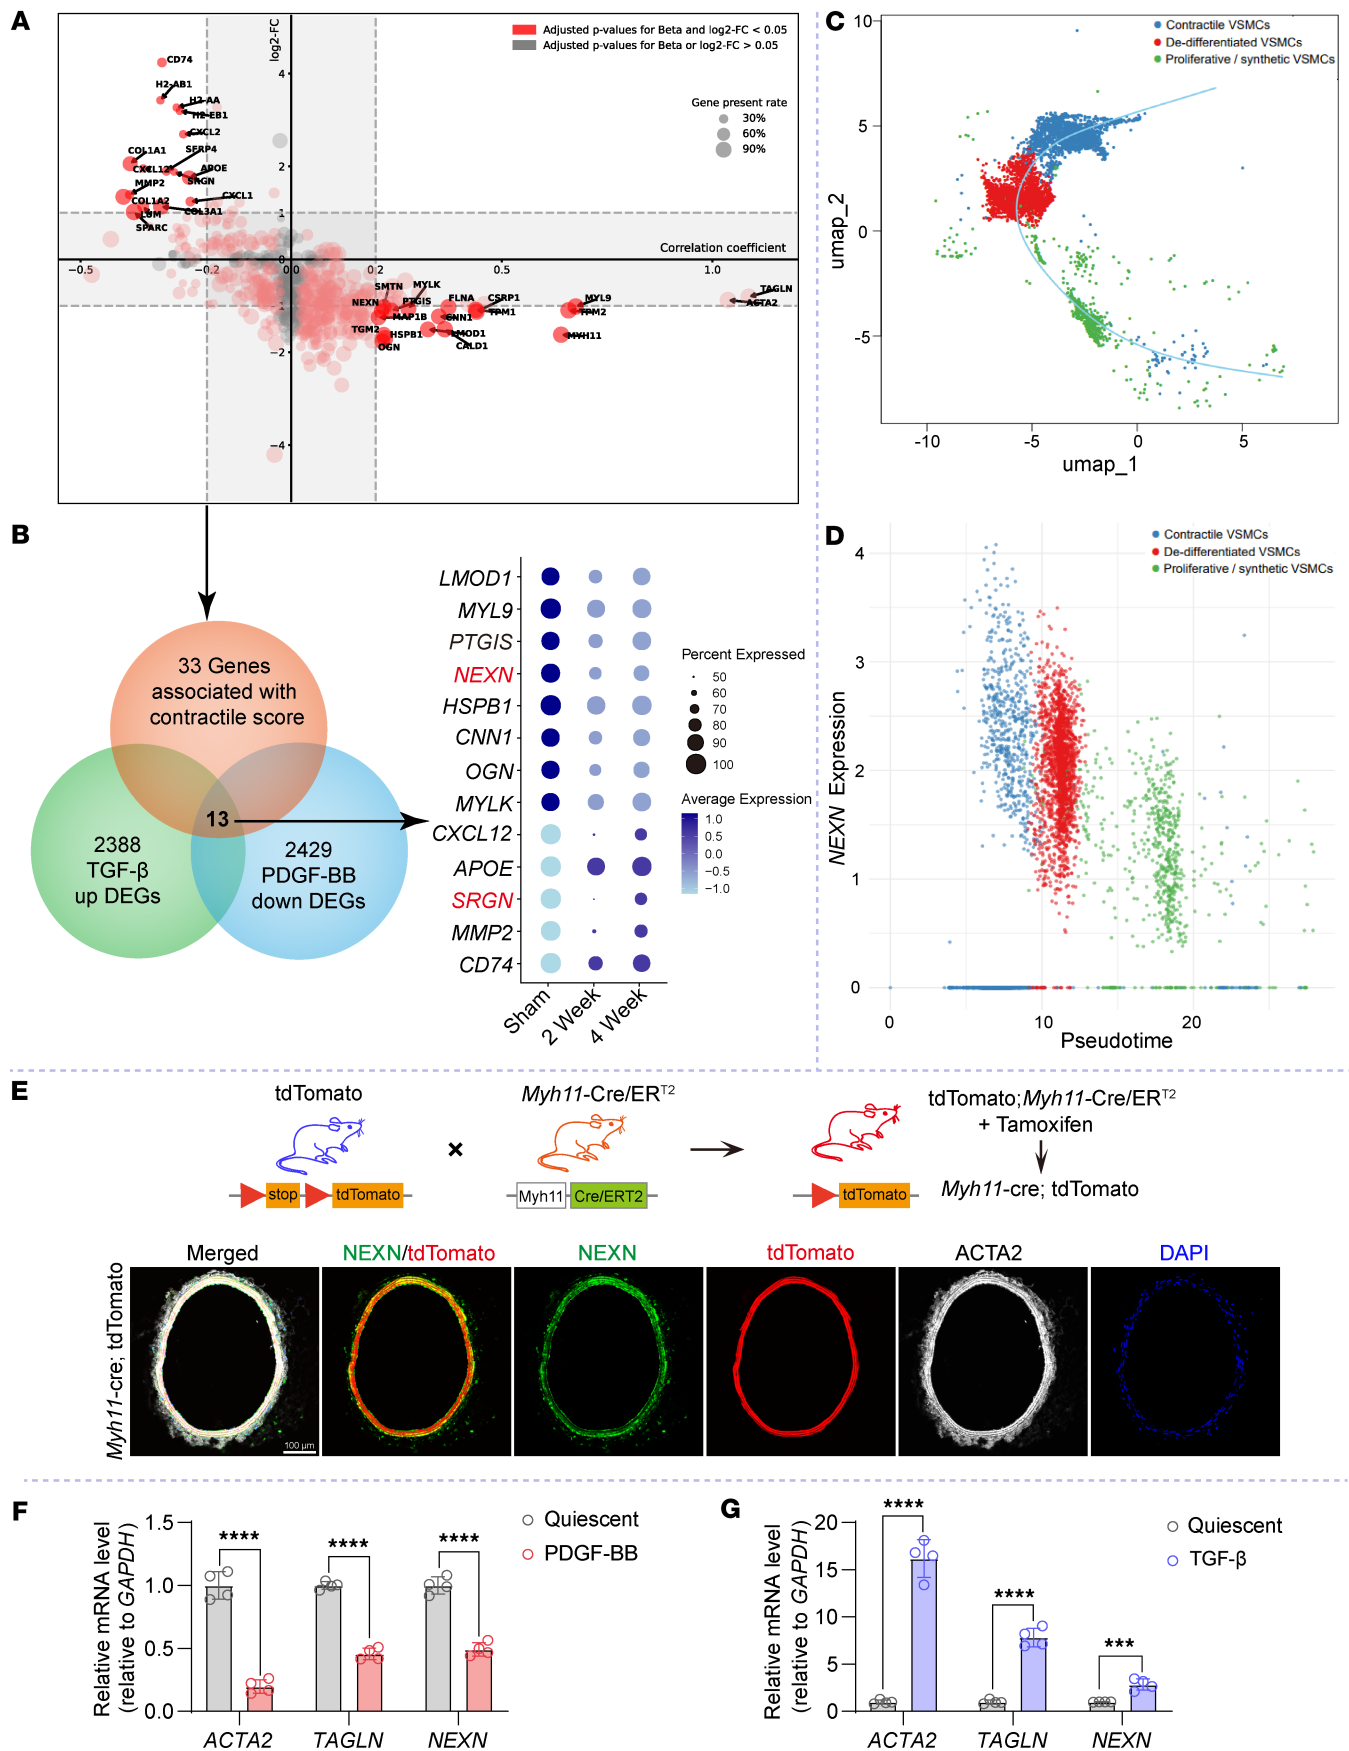 A
log2-FC
Adjusted p-values for Beta and log2-FC < 0.05
Adjusted p-values for Beta or log2-FC > 0.05
Gene present rate
30%
60%
90%
CD74
H2-AB1
H2-AA
H2-EB1
CXCL2
COL1A1
SFRP4
CXCL12
APOE
SRGN
MMP2
CXCL1
COL1A2
COL3A1
LUM
SPARC
Correlation coefficient
4
2
1
−1
−2
−4
−0.5
−0.2
0.0
0.2
0.5
1.0
SMTN
MYLK
NEXN
PTGIS
FLNA
CSRP1
MYL9
TAGLN
ACTA2
MAP1B
CNN1
TPM1
TPM2
TGM2
HSPB1
LMOD1
MYH11
OGN
CALD1
B
33 Genes
associated with
contractile score
13
2388
TGF-β
up DEGs
2429
PDGF-BB
down DEGs
LMOD1
MYL9
PTGIS
NEXN
HSPB1
CNN1
OGN
MYLK
CXCL12
APOE
SRGN
MMP2
CD74
Sham
2 Week
4 Week
Percent Expressed
50
60
70
80
90
100
Average Expression
1.0
0.5
0.0
−0.5
−1.0
C
Contractile VSMCs
De-differentiated VSMCs
Proliferative / synthetic VSMCs
umap_2
10
5
0
-5
-10
-5
0
5
umap_1
D
Contractile VSMCs
De-differentiated VSMCs
Proliferative / synthetic VSMCs
NEXN Expression
4
3
2
1
0
0
10
20
Pseudotime
E
tdTomato
×
Myh11-Cre/ERT2
tdTomato;Myh11-Cre/ERT2
+ Tamoxifen
stop
tdTomato
Myh11
Cre/ERT2
tdTomato
Myh11-cre; tdTomato
Merged
NEXN/tdTomato
NEXN
tdTomato
ACTA2
DAPI
Myh11-cre; tdTomato
100 μm
F
Relative mRNA level
(relative to GAPDH)
1.5
1.0
0.5
0.0
****
****
****
Quiescent
PDGF-BB
ACTA2
TAGLN
NEXN
G
Relative mRNA level
(relative to GAPDH)
20
15
10
5
0
****
****
***
Quiescent
TGF-β
ACTA2
TAGLN
NEXN